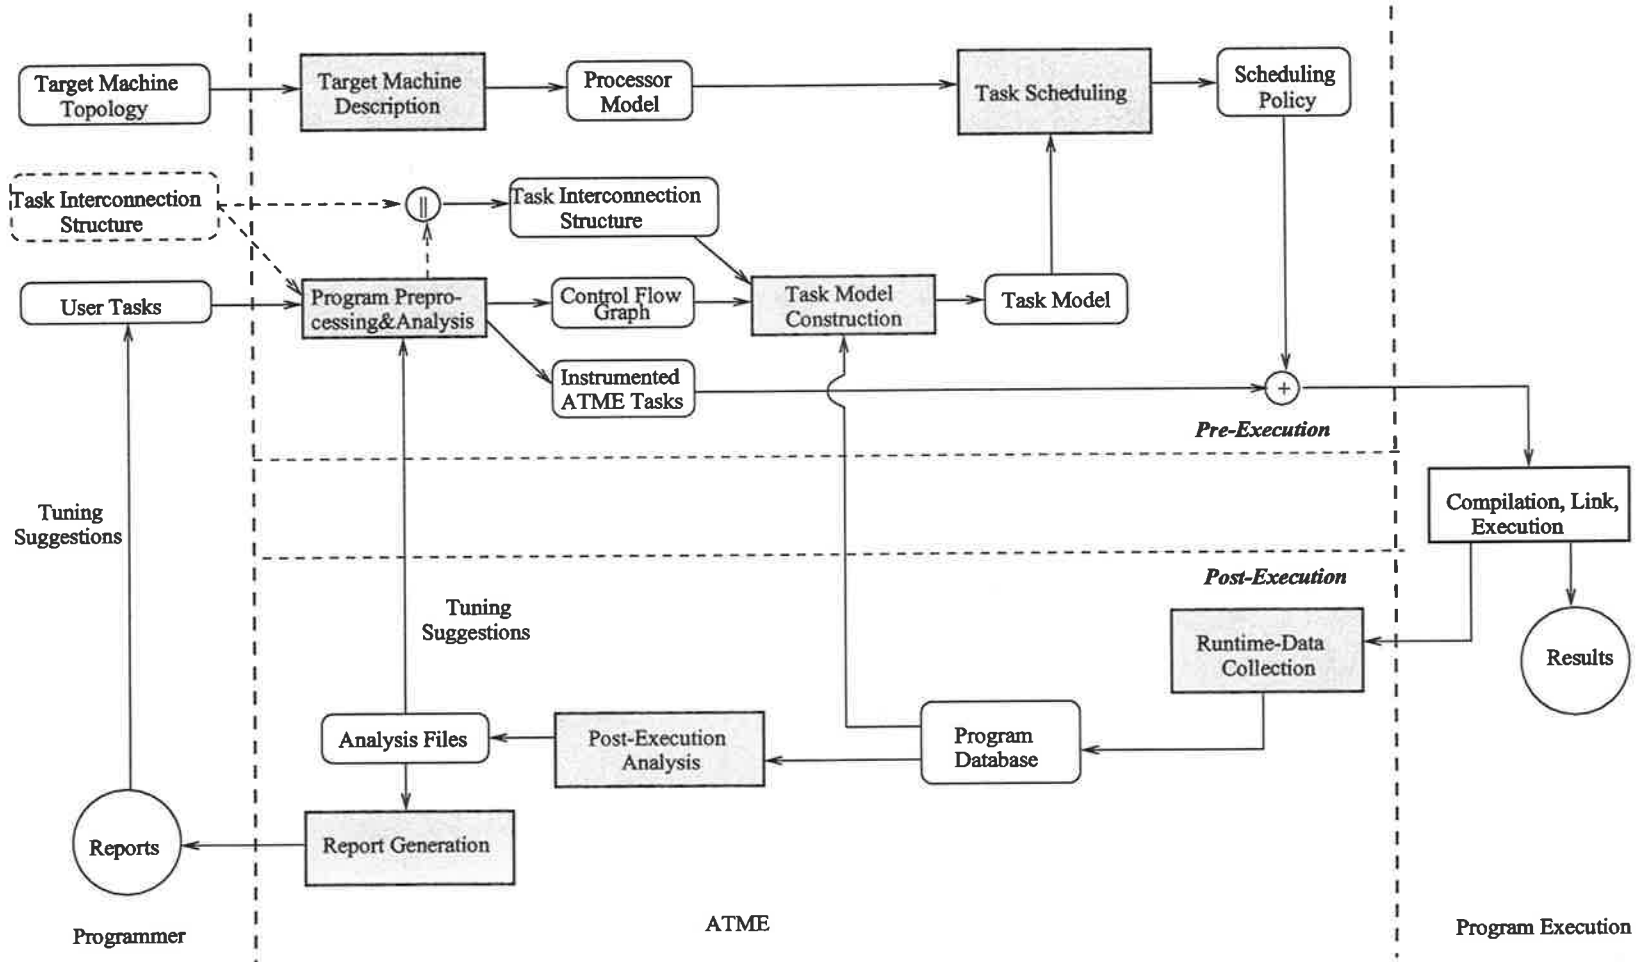 Target Machine
Topology
Target Machine
Description
Processor
Model
Task Scheduling
Scheduling
Policy
Task Interconnection
Structure
||
Task Interconnection
Structure
User Tasks
Program Prepro-
cessing&Analysis
Control Flow
Graph
Task Model
Construction
Task Model
Instrumented
ATME Tasks
+
Pre-Execution
Compilation, Link,
Execution
Tuning
Suggestions
Post-Execution
Tuning
Suggestions
Runtime-Data
Collection
Results
Analysis Files
Post-Execution
Analysis
Program
Database
Reports
Report Generation
Programmer
ATME
Program Execution